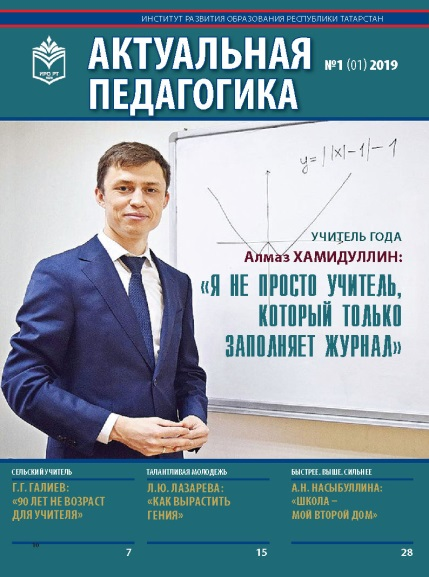 ИНСТИТУТ РАЗВИТИЯ ОБРАЗОВАНИЯ РЕСПУБЛИКИ ТАТАРСТАН
ИРО РТ
АКТУАЛЬНАЯ
ПЕДАГОГИКА
№1 (01) 2019
y=||x|-1|-1
УЧИТЕЛЬ ГОДА
Алмаз ХАМИДУЛЛИН:
«Я НЕ ПРОСТО УЧИТЕЛЬ,
КОТОРЫЙ ТОЛЬКО
ЗАПОЛНЯЕТ ЖУРНАЛ»
СЕЛЬСКИЙ УЧИТЕЛЬ
Г.Г. ГАЛИЕВ:
«90 ЛЕТ НЕ ВОЗРАСТ
ДЛЯ УЧИТЕЛЯ»
7
ТАЛАНТЛИВАЯ МОЛОДЕЖЬ
Л.Ю. ЛАЗАРЕВА:
«КАК ВЫРАСТИТЬ
ГЕНИЯ»
15
БЫСТРЕЕ, ВЫШЕ, СИЛЬНЕЕ
А.Н. НАСЫБУЛЛИНА:
«ШКОЛА –
МОЙ ВТОРОЙ ДОМ»
28